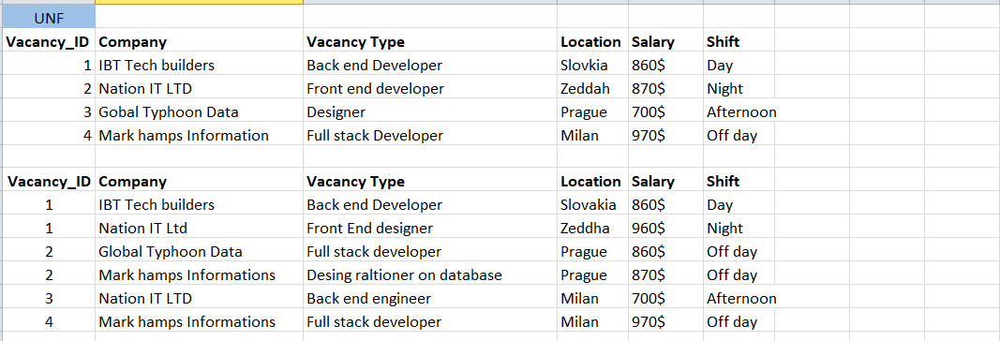 UNF
Vacancy_ID Company Vacancy Type Location Salary Shift
1 IBT Tech builders Back end Developer Slovkia 860$ Day
2 Nation IT LTD Front end developer Zeddah 870$ Night
3 Gobal Typhoon Data Designer Prague 700$ Afternoon
4 Mark hamps Information Full stack Developer Milan 970$ Off day
Vacancy_ID Company Vacancy Type Location Salary Shift
1 IBT Tech builders Back end Developer Slovakia 860$ Day
1 Nation IT Ltd Front End designer Zeddha 960$ Night
2 Global Typhoon Data Full stack developer Prague 860$ Off day
2 Mark hamps Informations Desing raltioner on database Prague 870$ Off day
3 Nation IT LTD Back end engineer Milan 700$ Afternoon
4 Mark hamps Informations Full stack developer Milan 970$ Off day